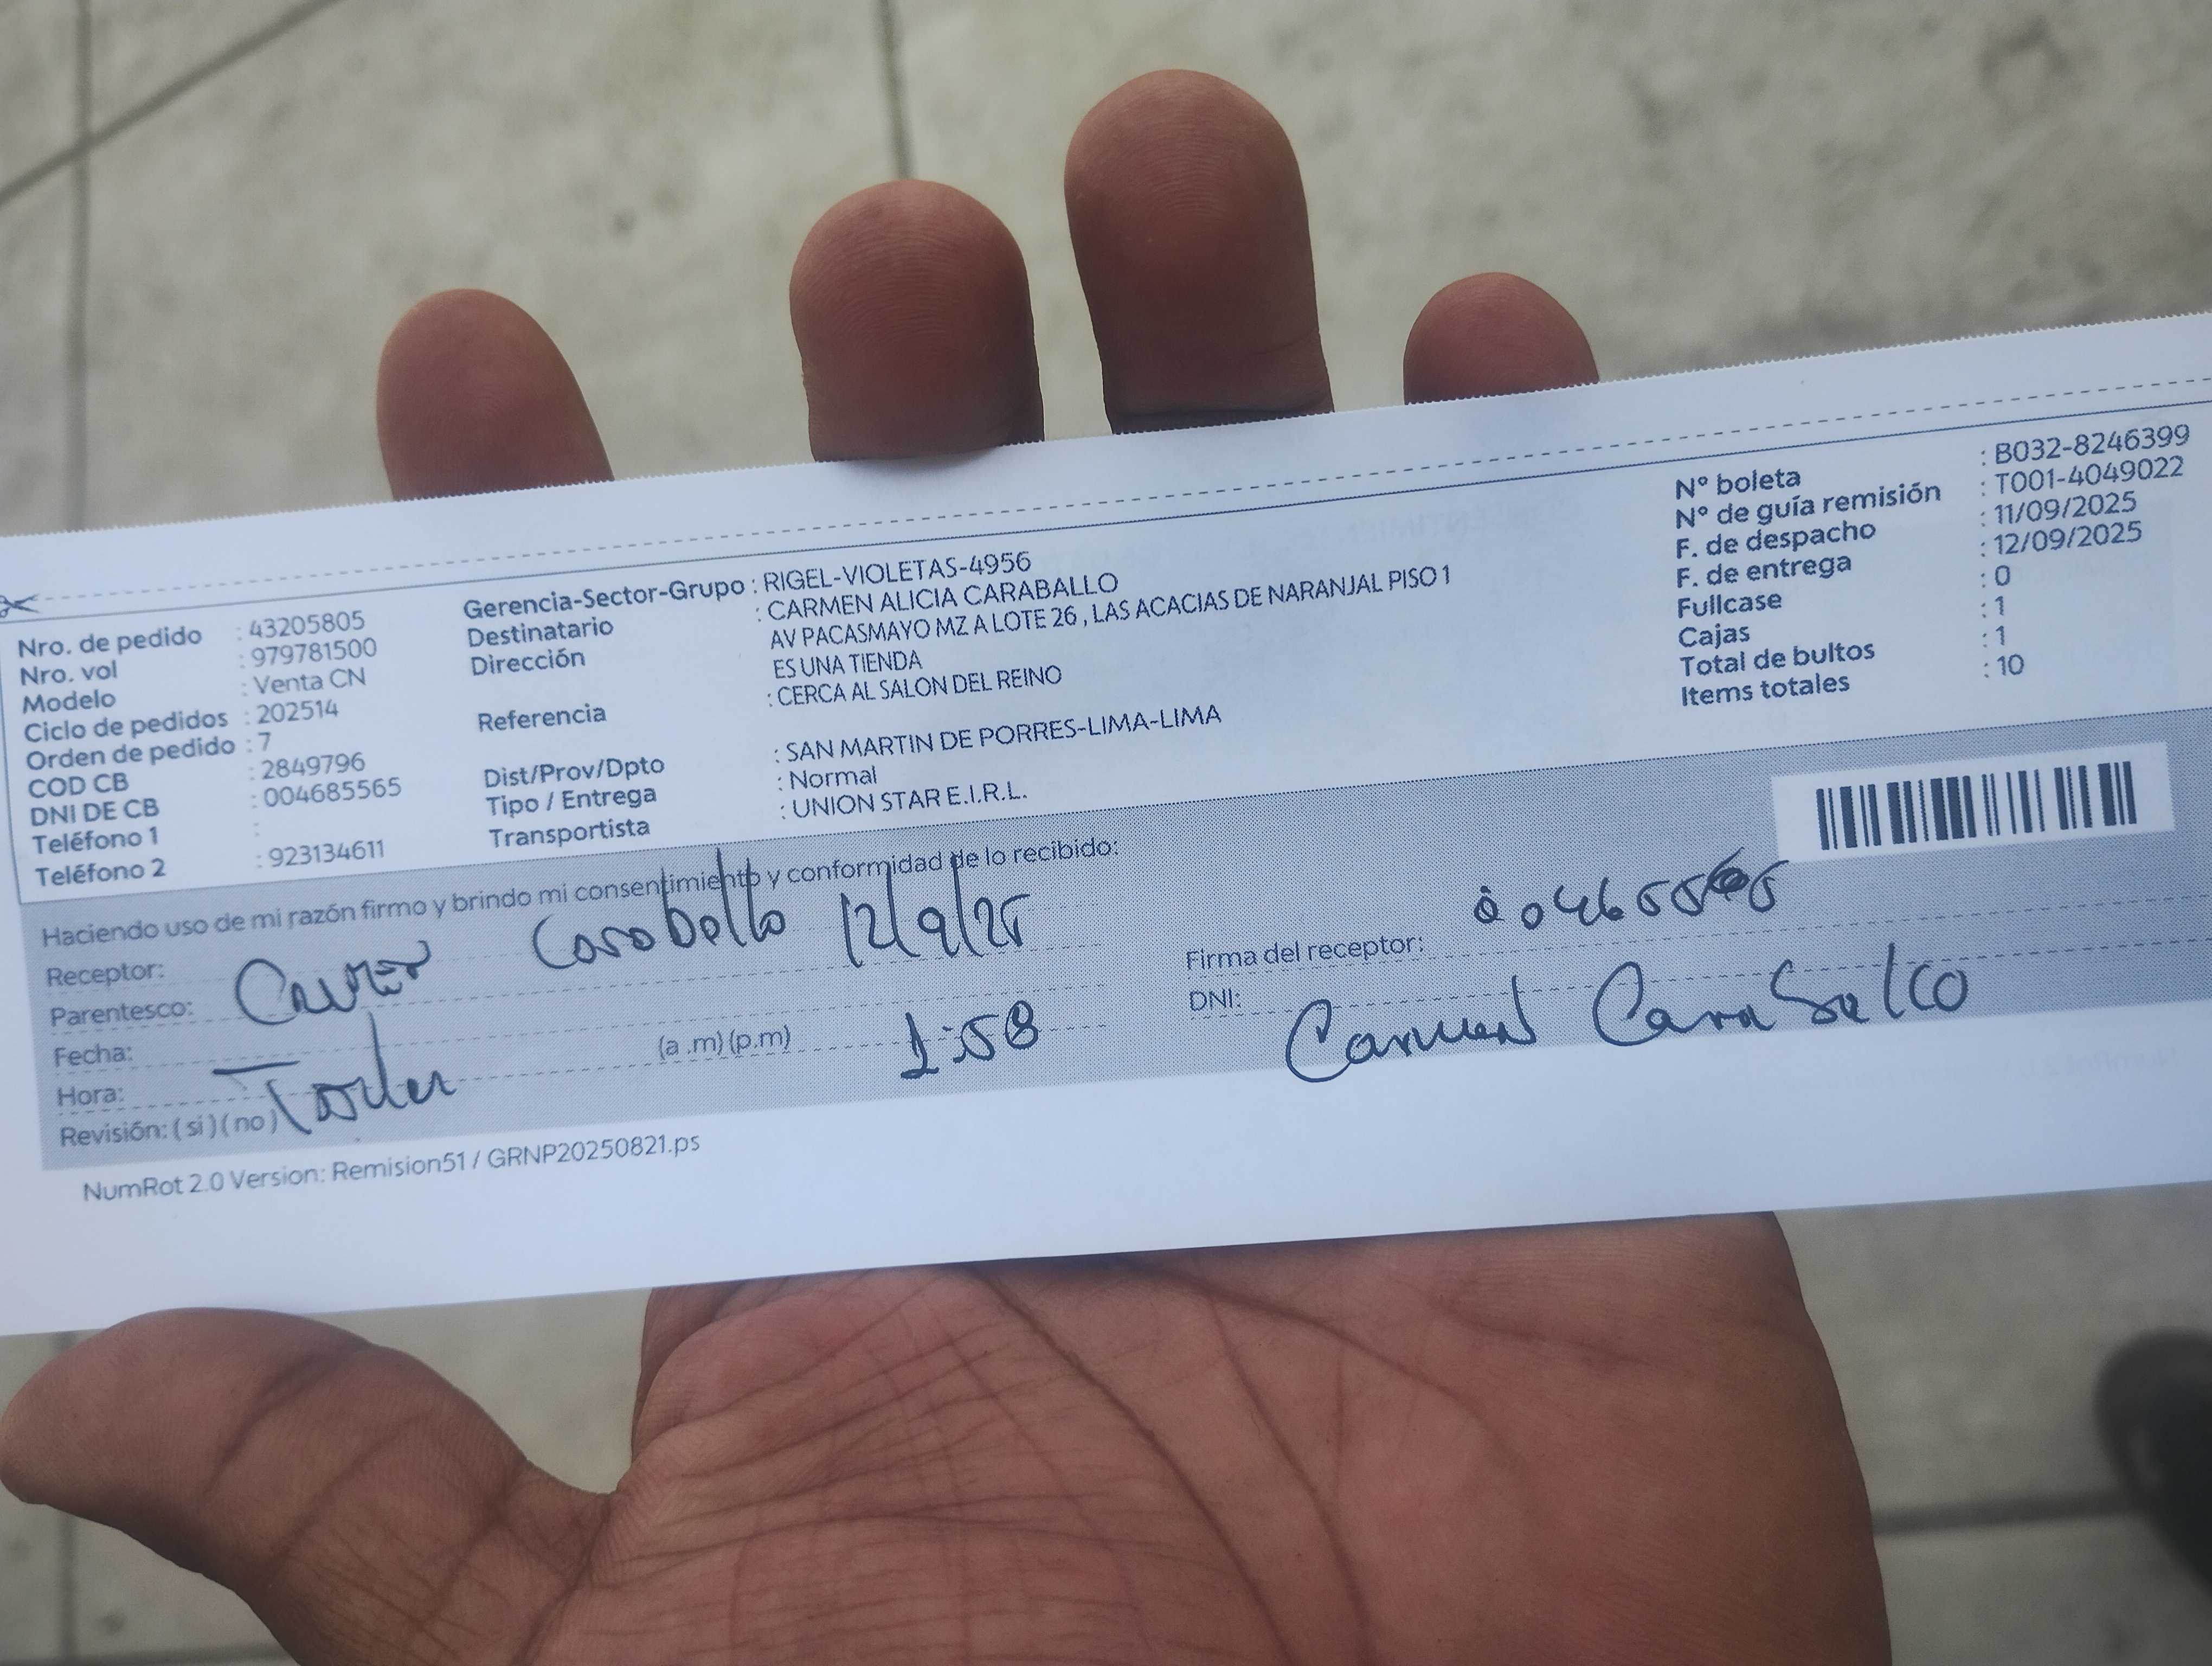 Nro. de pedido : 43205805
Nro. vol : 979781500
Modelo : Venta CN
Ciclo de pedidos : 202514
Orden de pedido : 7
COD CB : 2849796
DNI DE CB : 004685565
Teléfono 1 :
Teléfono 2 : 923134611
Gerencia-Sector-Grupo : RIGEL-VIOLETAS-4956
Destinatario : CARMEN ALICIA CARABALLO
Dirección AV PACASMAYO MZ A LOTE 26 , LAS ACACIAS DE NARANJAL PISO 1
ES UNA TIENDA
Referencia : CERCA AL SALON DEL REINO
Dist/Prov/Dpto : SAN MARTIN DE PORRES-LIMA-LIMA
Tipo / Entrega : Normal
Transportista : UNION STAR E.I.R.L.
Nº boleta : B032-8246399
Nº de guía remisión : T001-4049022
F. de despacho : 11/09/2025
F. de entrega : 12/09/2025
Fullcase : 0
Cajas : 1
Total de bultos : 1
Items totales : 10
Haciendo uso de mi razón firmo y brindo mi consentimiento y conformidad de lo recibido:
Receptor: 12/9/25
Parentesco:
Fecha:
Hora: (a .m) (p.m) 1:58
Revisión: ( si ) ( no )
Firma del receptor:
DNI: Carmen Caraballo
NumRot 2.0 Version: Remision51 / GRNP20250821.ps